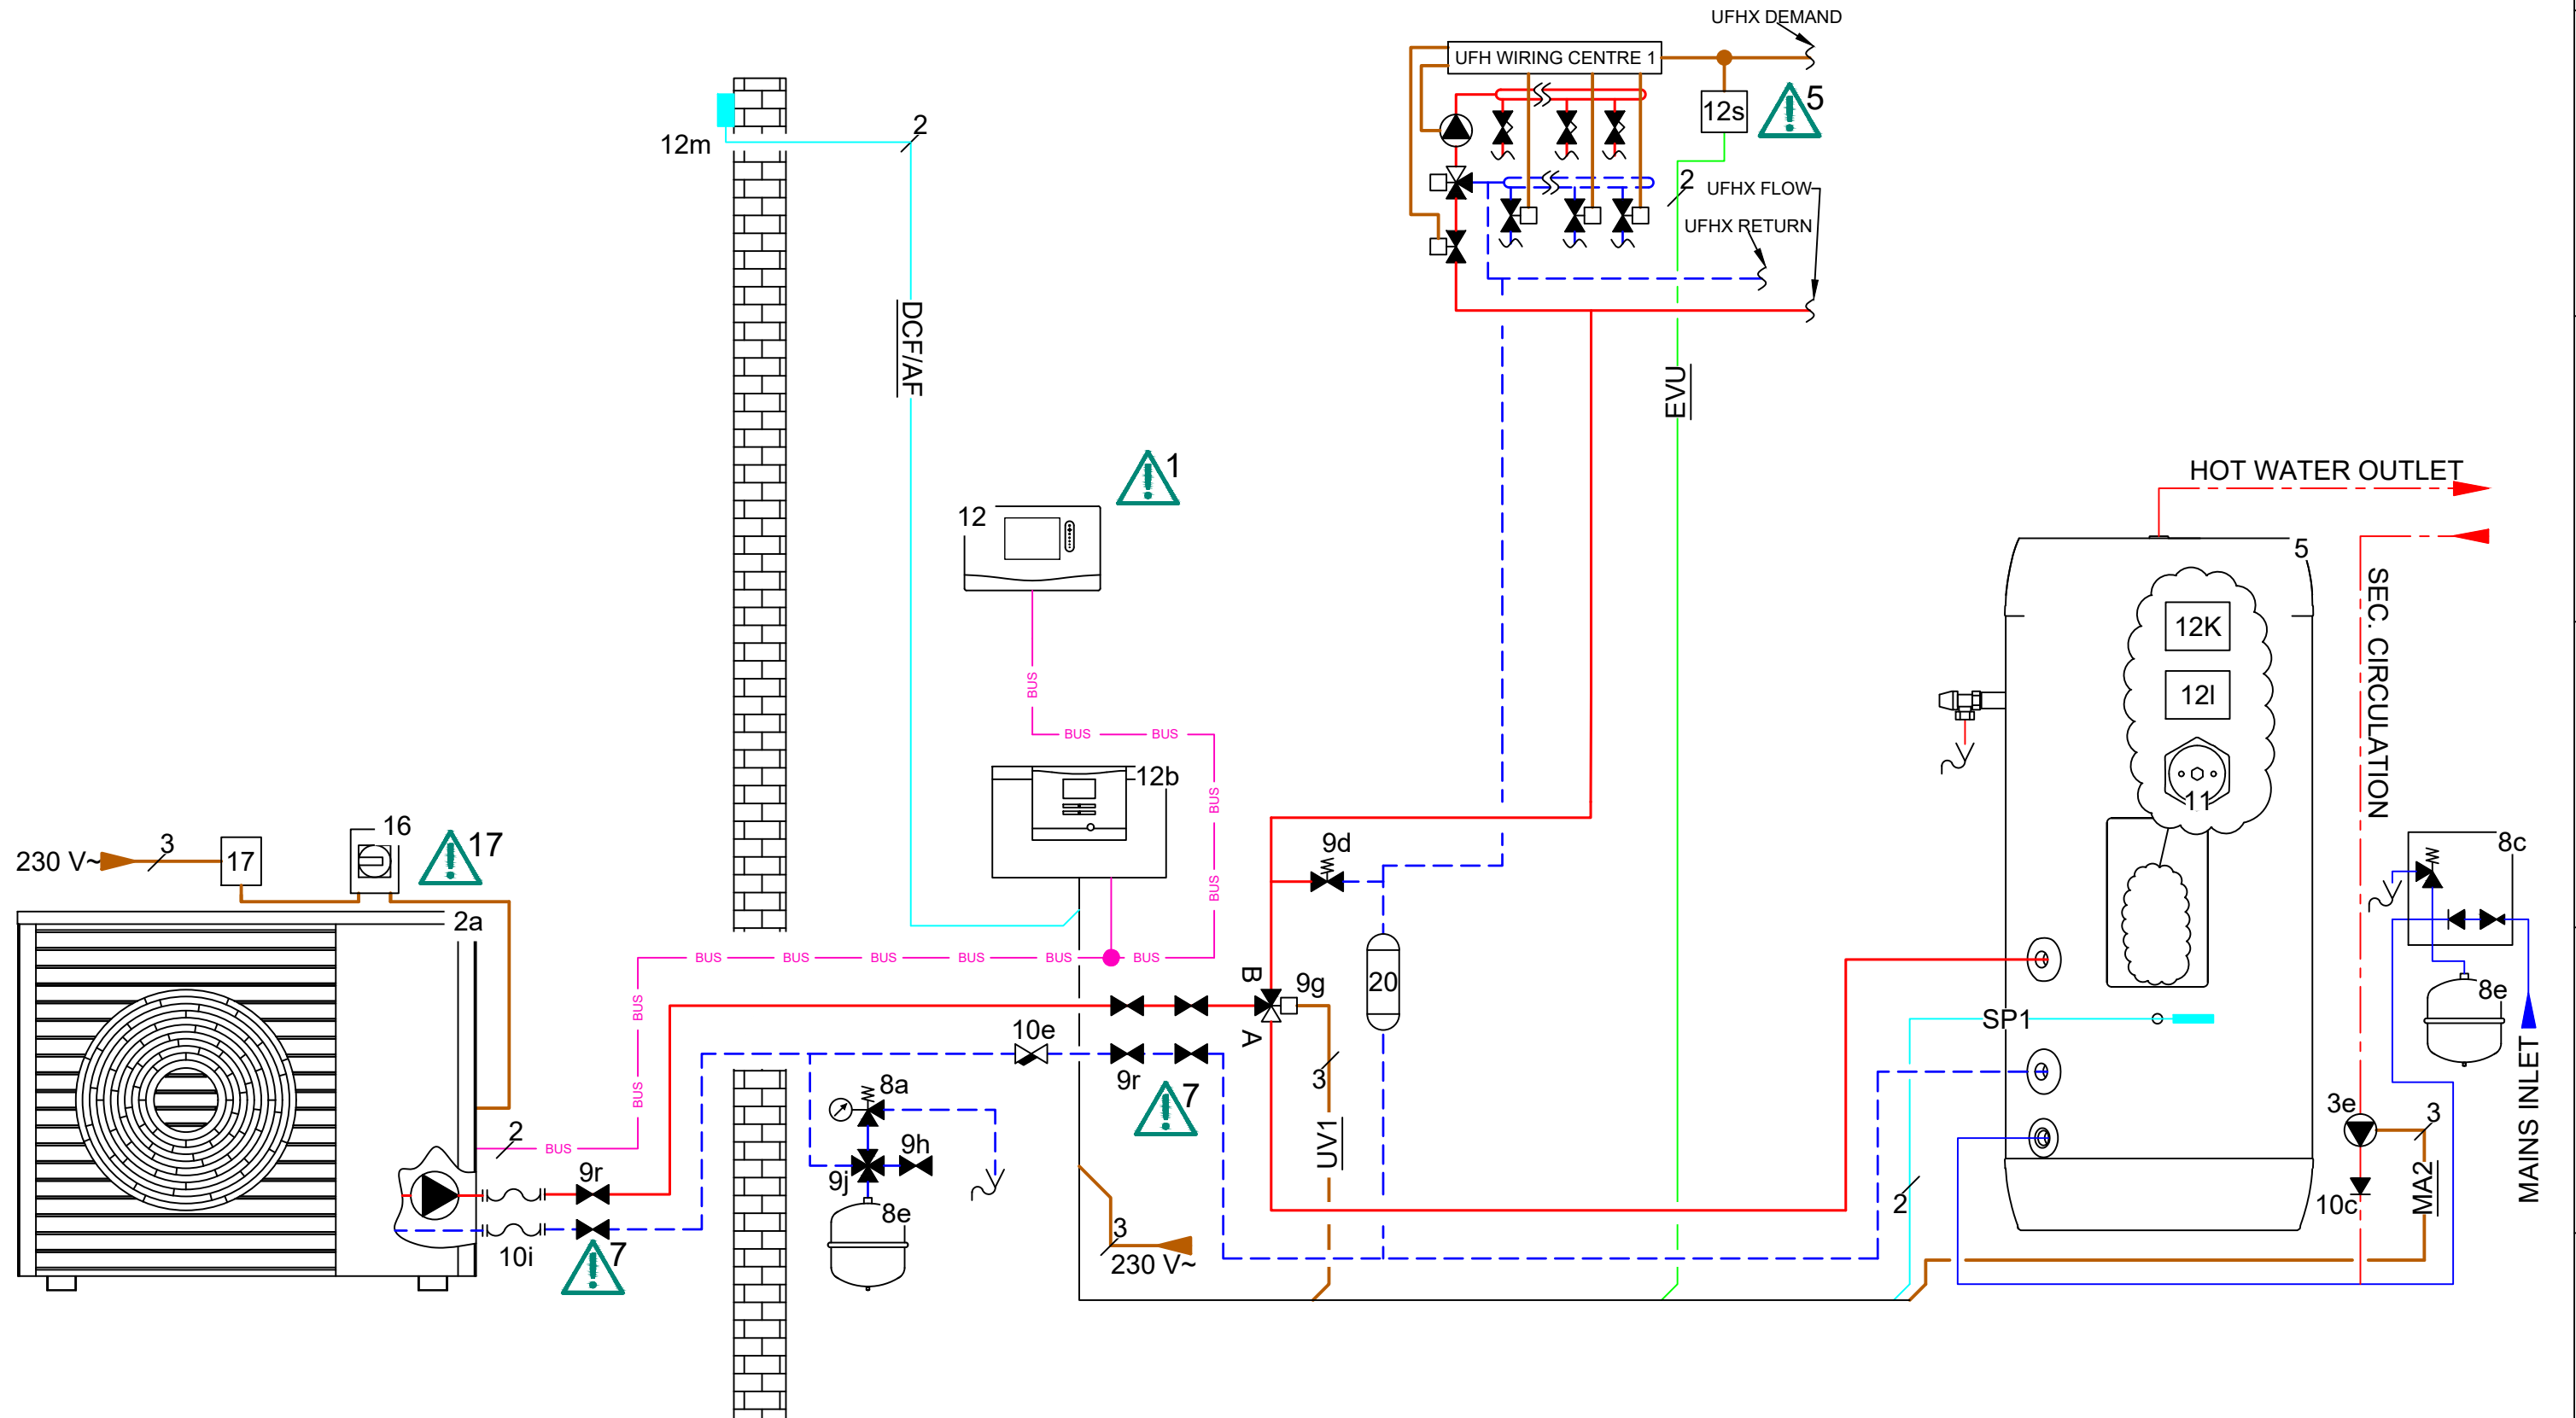 UFHX DEMAND
UFH WIRING CENTRE 1
12s
5
2
12m
2
UFHX FLOW
UFHX RETURN
DCF/AF
EVU
1
12
HOT WATER OUTLET
5
SEC. CIRCULATION
12K
12l
11
BUS
BUS
BUS
BUS
BUS
12b
9d
8c
230 V~
3
17
16
17
2a
BUS
BUS
BUS
BUS
BUS
BUS
B
9g
20
8e
SP1
A
10e
9r
7
BUS
8a
3
UV1
9h
9j
3e
3
MAINS INLET
2
BUS
9r
8e
10i
7
3
230 V~
2
10c
MA2